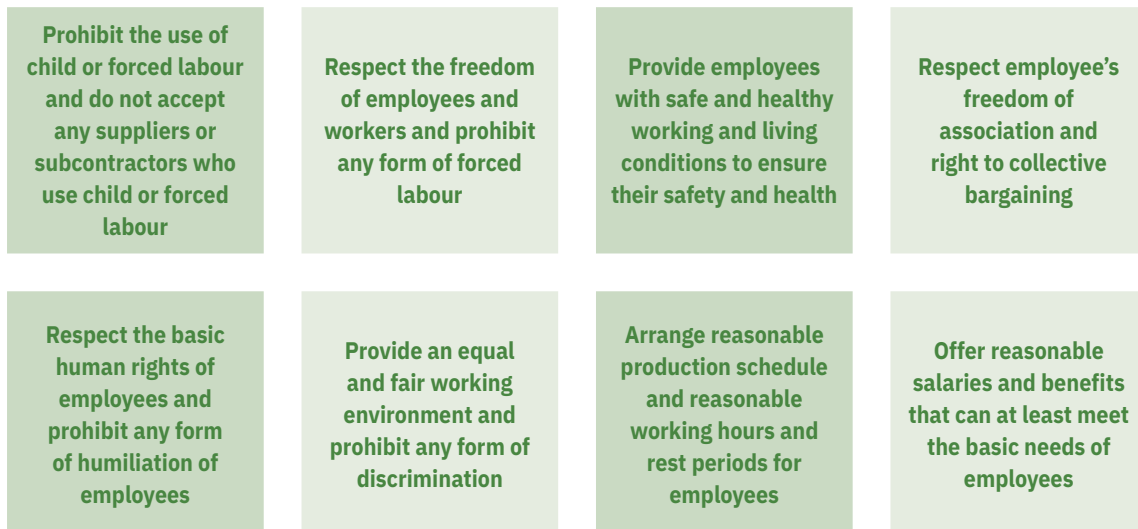 Prohibit the use of
child or forced labour
and do not accept
any suppliers or
subcontractors who
use child or forced
labour
Respect the freedom
of employees and
workers and prohibit
any form of forced
labour
Provide employees
with safe and healthy
working and living
conditions to ensure
their safety and health
Respect employee’s
freedom of
association and
right to collective
bargaining
Respect the basic
human rights of
employees and
prohibit any form
of humiliation of
employees
Provide an equal
and fair working
environment and
prohibit any form of
discrimination
Arrange reasonable
production schedule
and reasonable
working hours and
rest periods for
employees
Offer reasonable
salaries and benefits
that can at least meet
the basic needs of
employees